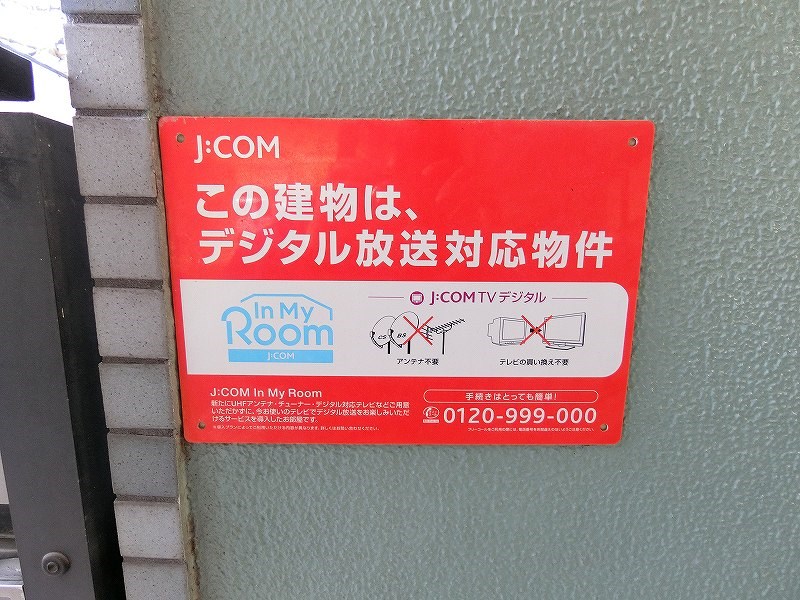 J:COM
この建物は、
デジタル放送対応物件
In My
Room
J:COM
J:COM TV デジタル
CS
BS
アンテナ不要
テレビの買い換え不要
J:COM In My Room
新たにUHFアンテナ・チューナー・デジタル対応テレビなどご用意
いただかずに、今お使いのテレビでデジタル放送をお楽しみいただ
けるサービスを導入したお部屋です。
手続きはとっても簡単！
0120-999-000